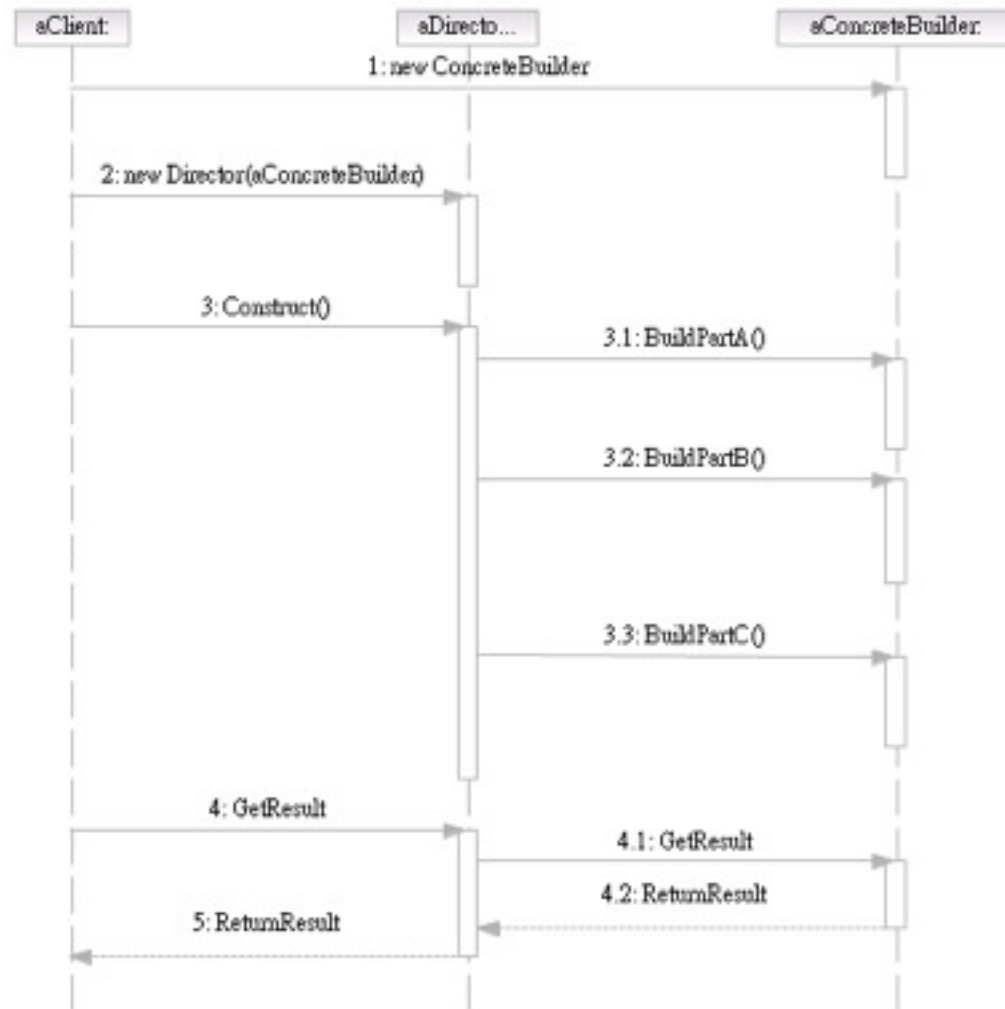 aClient:
aDirecto...
aConcreteBuilder:
1: new ConcreteBuilder
2: new Director(aConcreteBuilder)
3: Construct()
3.1: BuildPartA()
3.2: BuildPartB()
3.3: BuildPartC()
4: GetResult
4.1: GetResult
4.2: ReturnResult
5: ReturnResult